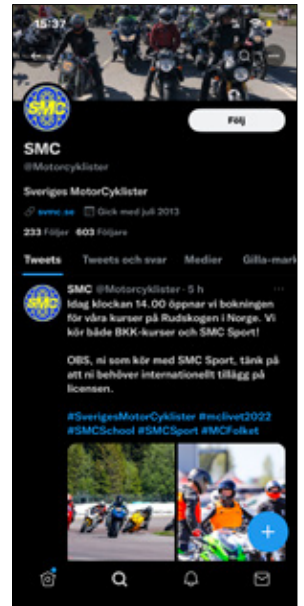 15:37
SMC
Följ
SMC
@Motorcyklister
Sveriges MotorCyklister
svmc.se Gick med juli 2013
233 Följer 603 Följare
Tweets Tweets och svar Medier Gilla-mark
SMC @Motorcyklister · 5 h
Idag klockan 14.00 öppnar vi bokningen
för våra kurser på Rudskogen i Norge. Vi
kör både BKK-kurser och SMC Sport!
OBS, ni som kör med SMC Sport, tänk på
att ni behöver internationellt tillägg på
licensen.
#SverigesMotorCyklister #mclivet2022
#SMCSchool #SMCSport #MCFolket